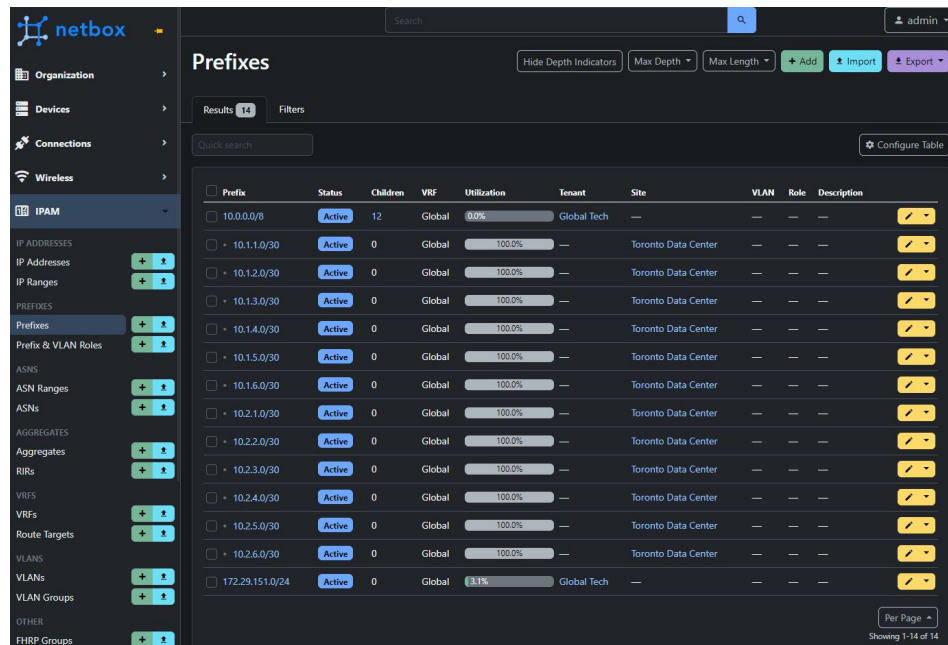 netbox
Search
admin
Organization
Devices
Connections
Wireless
IPAM
IP ADDRESSES
IP Addresses
IP Ranges
PREFIXES
Prefixes
Prefix & VLAN Roles
ASNS
ASN Ranges
ASNs
AGGREGATES
Aggregates
RIRs
VRFS
VRFs
Route Targets
VLANS
VLANs
VLAN Groups
OTHER
FHRP Groups
Prefixes
Hide Depth Indicators Max Depth Max Length Add Import Export
Results 14 Filters
Quick search
Configure Table
Prefix Status Children VRF Utilization Tenant Site VLAN Role Description
10.0.0.0/8 Active 12 Global 0.0% Global Tech — — — —
10.1.1.0/30 Active 0 Global 100.0% — Toronto Data Center — — —
10.1.2.0/30 Active 0 Global 100.0% — Toronto Data Center — — —
10.1.3.0/30 Active 0 Global 100.0% — Toronto Data Center — — —
10.1.4.0/30 Active 0 Global 100.0% — Toronto Data Center — — —
10.1.5.0/30 Active 0 Global 100.0% — Toronto Data Center — — —
10.1.6.0/30 Active 0 Global 100.0% — Toronto Data Center — — —
10.2.1.0/30 Active 0 Global 100.0% — Toronto Data Center — — —
10.2.2.0/30 Active 0 Global 100.0% — Toronto Data Center — — —
10.2.3.0/30 Active 0 Global 100.0% — Toronto Data Center — — —
10.2.4.0/30 Active 0 Global 100.0% — Toronto Data Center — — —
10.2.5.0/30 Active 0 Global 100.0% — Toronto Data Center — — —
10.2.6.0/30 Active 0 Global 100.0% — Toronto Data Center — — —
172.29.151.0/24 Active 0 Global 3.1% Global Tech — — — —
Per Page
Showing 1-14 of 14